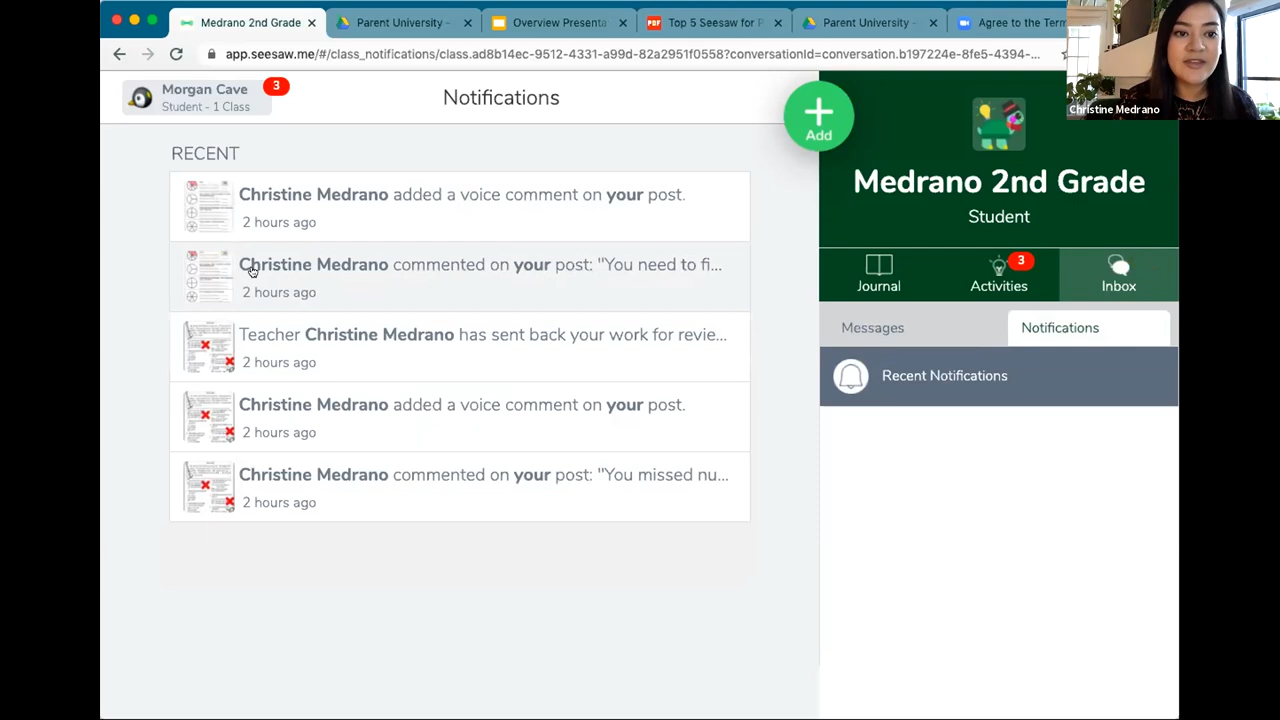 Medrano 2nd Grade
Parent University -
Overview Presenta
Top 5 Seesaw for P
Parent University -
Agree to the Term
app.seesaw.me/#/class_notifications/class.ad8b14ec-9512-4331-a99d-82a2951f0558?conversationId=conversation.b197224e-8fe5-4394-...
Christine Medrano
Morgan Cave
3
Student - 1 Class
Notifications
Add
RECENT
Christine Medrano added a voice comment on your post.
2 hours ago
Christine Medrano commented on your post: "You need to fi...
2 hours ago
Teacher Christine Medrano has sent back your work for revie...
2 hours ago
Christine Medrano added a voice comment on your post.
2 hours ago
Christine Medrano commented on your post: "You missed nu...
2 hours ago
Medrano 2nd Grade
Student
Journal
3
Activities
Inbox
Messages
Notifications
Recent Notifications